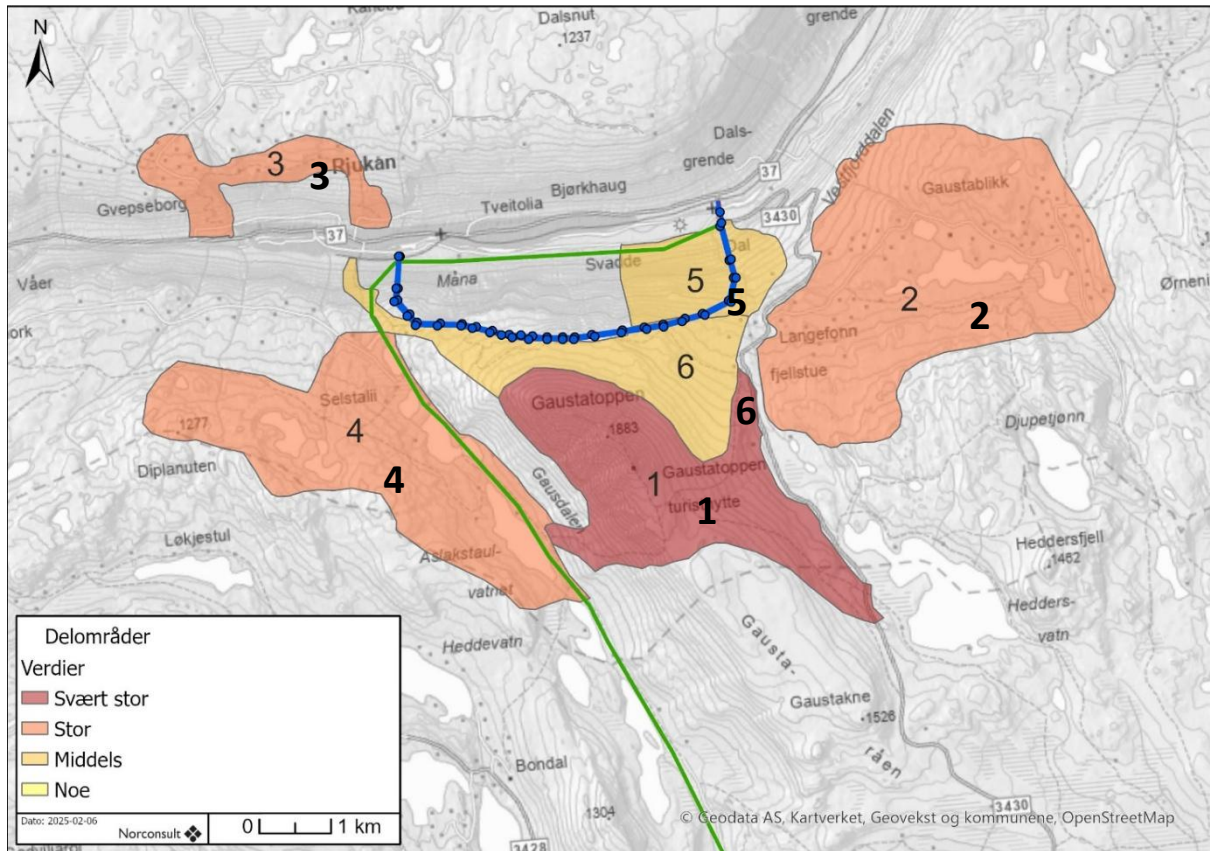 N
Dalsnut
1237
grende
Dals-
grende
37
Vestfjorddalen
3
Rjukan
3
Gvepseborg
Bjørkhaug
Tveitolia
3430
Gaustablikk
37
Våer
Måna
Svadde
Dal
5
5
2
2
Langefonn
fjellstue
6
6
Selstalii
1277
4
4
Diplanuten
Gaustatoppen
1883
Gaustatoppen
turisthytte
1
1
Gausdalen
Djupetjønn
Løkjestul
Aslakstaul-
vatnet
Heddersfjell
1462
Hedders-
vatn
Heddevatn
Gausta-
råen
Gaustakne
1526
Bondal
1304
3430
3428
Delområder
Verdier
Svært stor
Stor
Middels
Noe
Dato: 2025-02-06
Norconsult
0 1 km
© Geodata AS, Kartverket, Geovekst og kommunene, OpenStreetMap